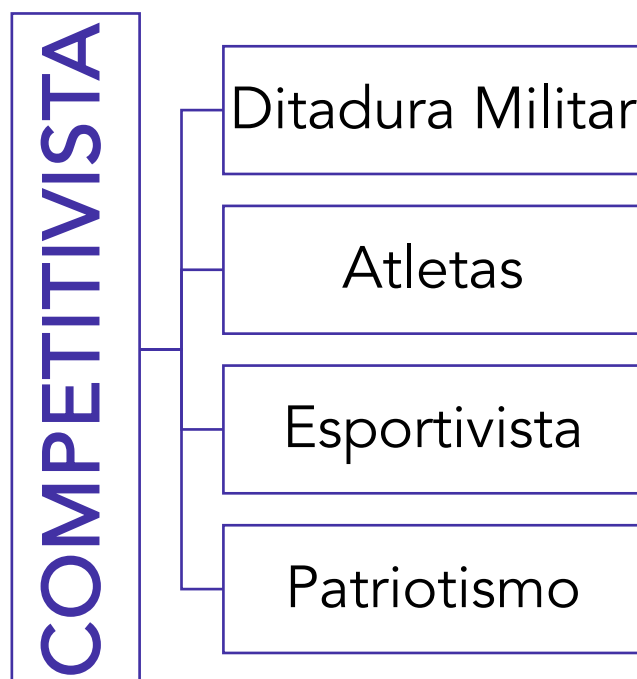 COMPETITIVISTA
Ditadura Militar
Atletas
Esportivista
Patriotismo